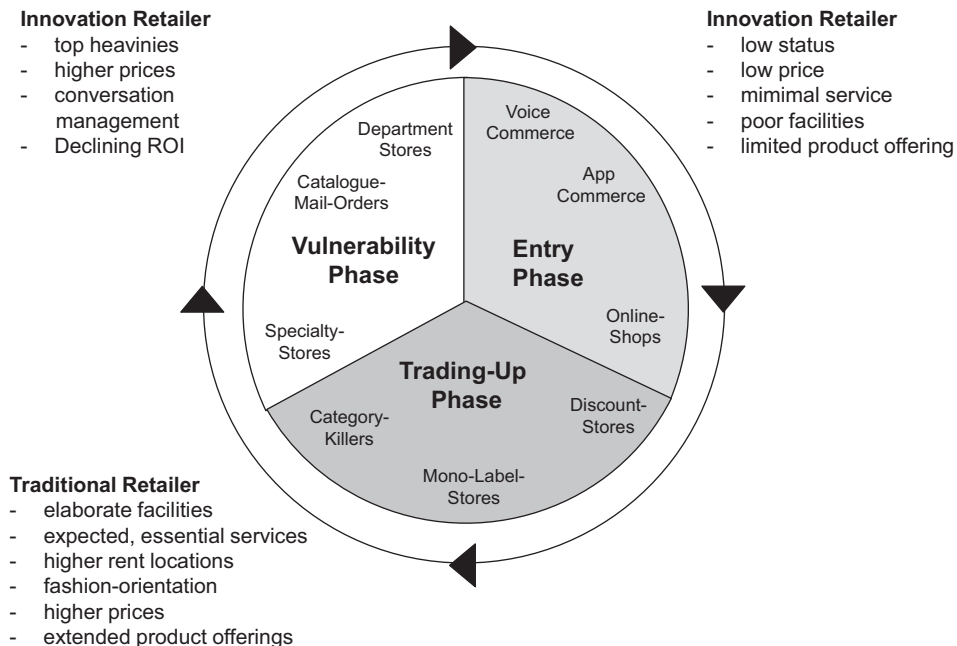 Innovation Retailer
- top heavinies
- higher prices
- conversation
management
- Declining ROI
Innovation Retailer
- low status
- low price
- mimimal service
- poor facilities
- limited product offering
Department
Stores
Catalogue-
Mail-Orders
Vulnerability
Phase
Specialty-
Stores
Voice
Commerce
App
Commerce
Entry
Phase
Online-
Shops
Trading-Up
Phase
Category-
Killers
Discount-
Stores
Mono-Label-
Stores
Traditional Retailer
- elaborate facilities
- expected, essential services
- higher rent locations
- fashion-orientation
- higher prices
- extended product offerings